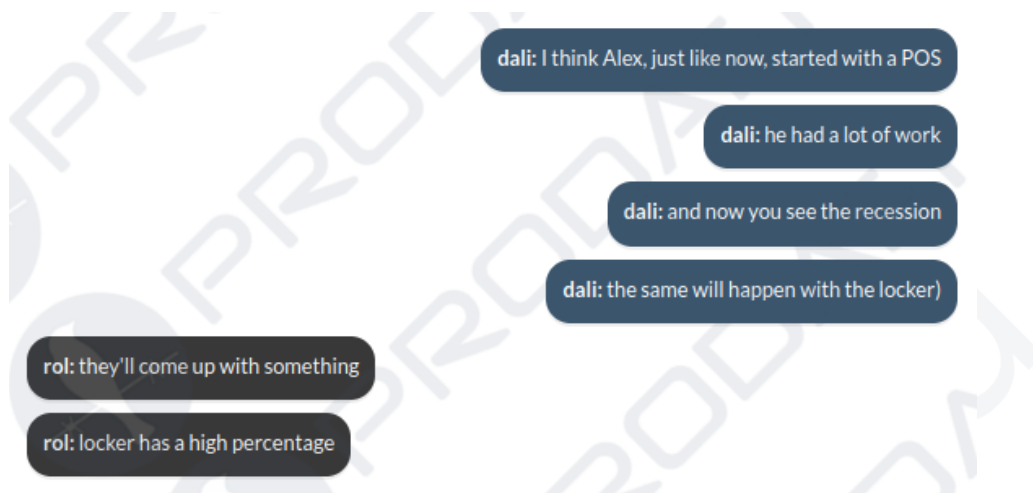 dali: I think Alex, just like now, started with a POS
dali: he had a lot of work
dali: and now you see the recession
dali: the same will happen with the locker)
rol: they'll come up with something
rol: locker has a high percentage